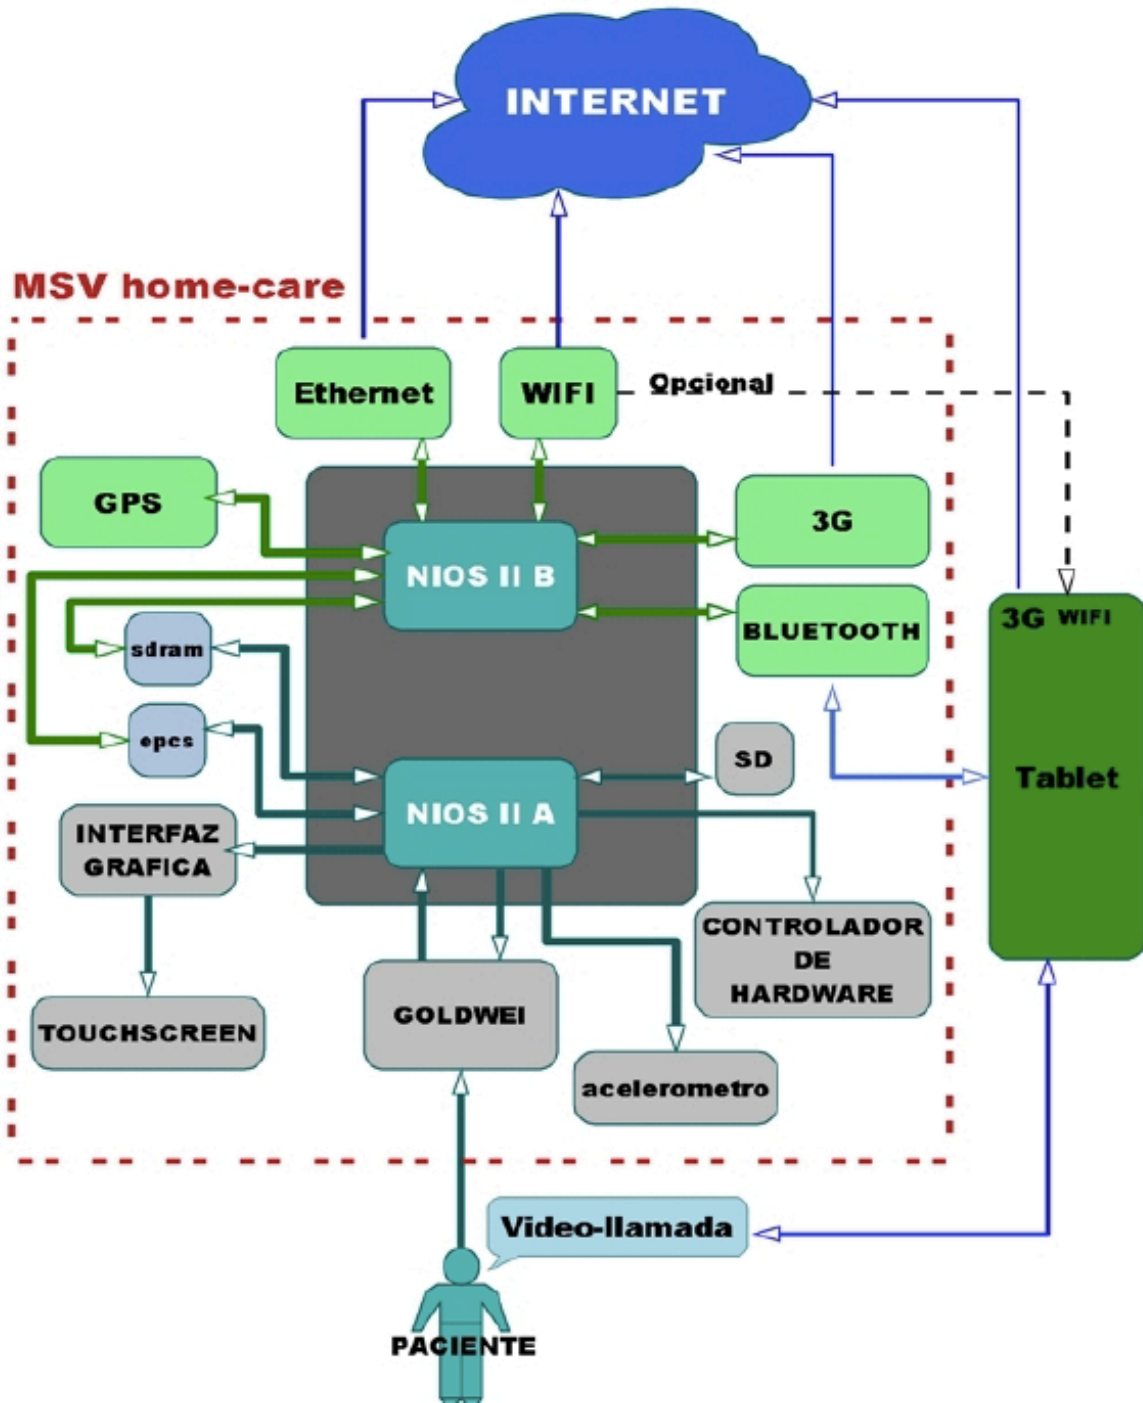 INTERNET
MSV home-care
Ethernet
WIFI
Opcional
GPS
3G
NIOS II B
BLUETOOTH
sdram
epcs
3G WIFI
Tablet
SD
NIOS II A
INTERFAZ
GRAFICA
CONTROLADOR
DE
HARDWARE
GOLDWEI
TOUCHSCREEN
acelerometro
Video-llamada
PACIENTE